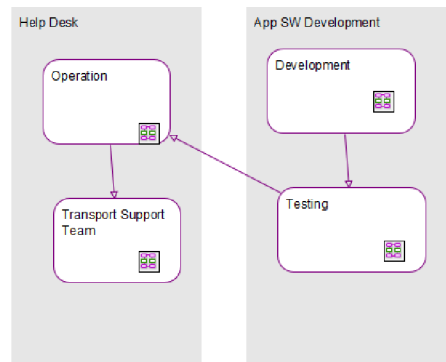 Help Desk
App SW Development
Operation
Development
Transport Support
Team
Testing